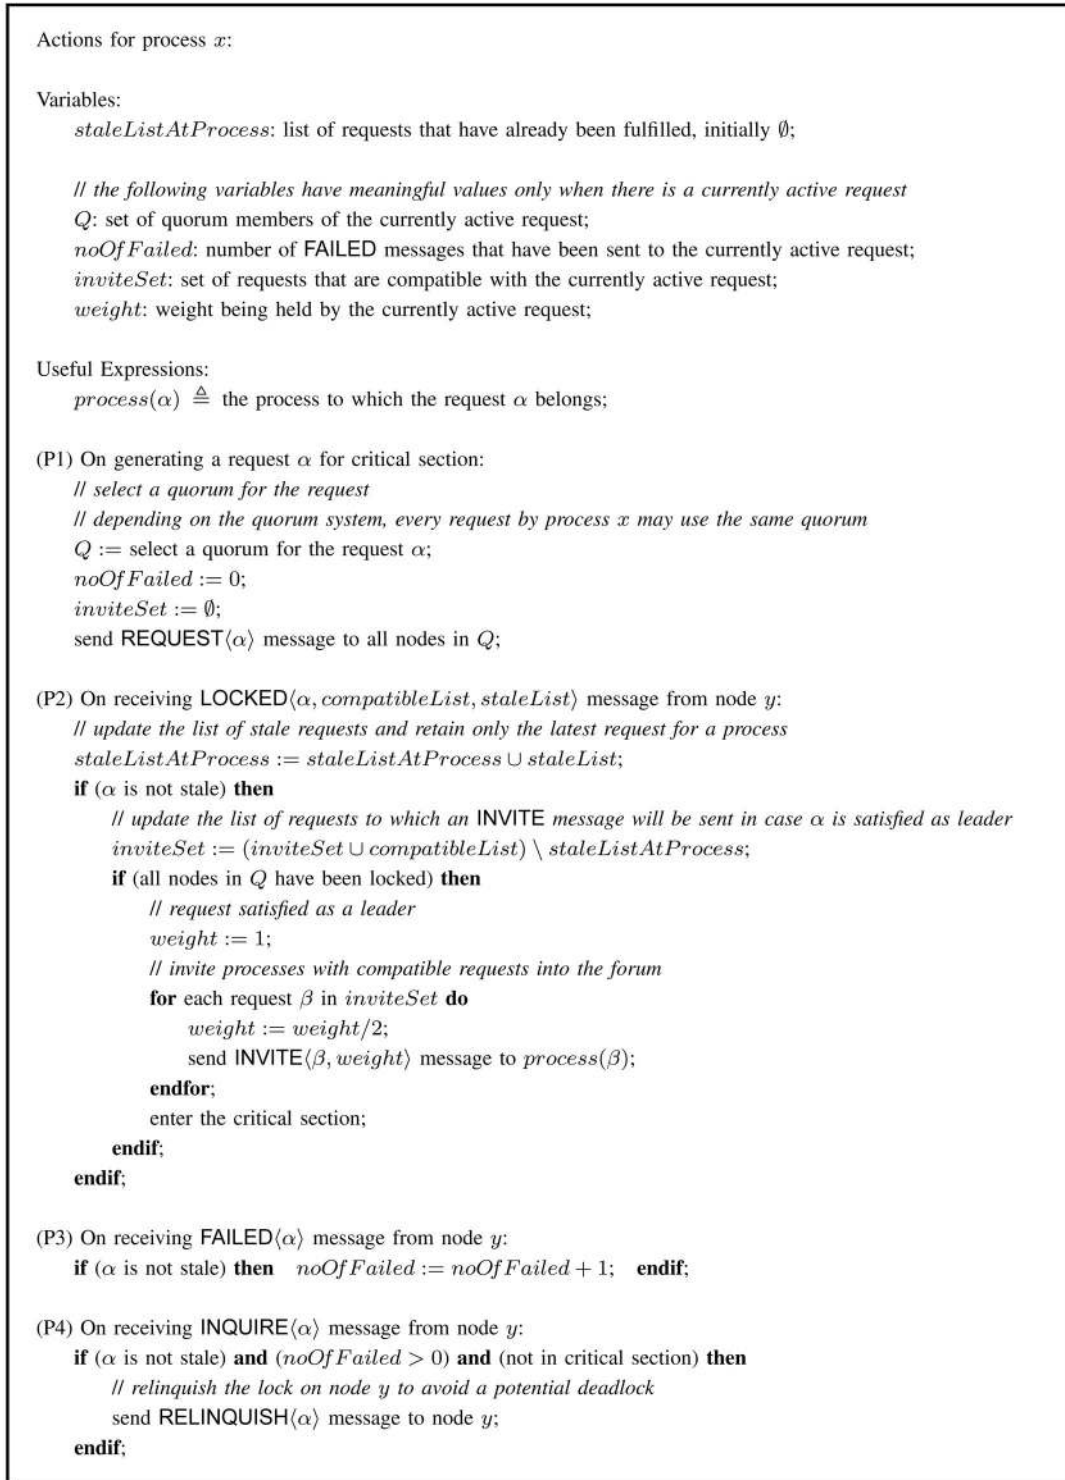 Actions for process x:
Variables:
staleListAtProcess: list of requests that have already been fulfilled, initially ∅;
// the following variables have meaningful values only when there is a currently active request
Q: set of quorum members of the currently active request;
noOfFailed: number of FAILED messages that have been sent to the currently active request;
inviteSet: set of requests that are compatible with the currently active request;
weight: weight being held by the currently active request;
Useful Expressions:
process(α) ≜ the process to which the request α belongs;
(P1) On generating a request α for critical section:
// select a quorum for the request
// depending on the quorum system, every request by process x may use the same quorum
Q := select a quorum for the request α;
noOfFailed := 0;
inviteSet := ∅;
send REQUEST⟨α⟩ message to all nodes in Q;
(P2) On receiving LOCKED⟨α, compatibleList, staleList⟩ message from node y:
// update the list of stale requests and retain only the latest request for a process
staleListAtProcess := staleListAtProcess ∪ staleList;
if (α is not stale) then
// update the list of requests to which an INVITE message will be sent in case α is satisfied as leader
inviteSet := (inviteSet ∪ compatibleList) \ staleListAtProcess;
if (all nodes in Q have been locked) then
// request satisfied as a leader
weight := 1;
// invite processes with compatible requests into the forum
for each request β in inviteSet do
weight := weight/2;
send INVITE⟨β, weight⟩ message to process(β);
endfor;
enter the critical section;
endif;
endif;
(P3) On receiving FAILED⟨α⟩ message from node y:
if (α is not stale) then noOfFailed := noOfFailed + 1; endif;
(P4) On receiving INQUIRE⟨α⟩ message from node y:
if (α is not stale) and (noOfFailed > 0) and (not in critical section) then
// relinquish the lock on node y to avoid a potential deadlock
send RELINQUISH⟨α⟩ message to node y;
endif;